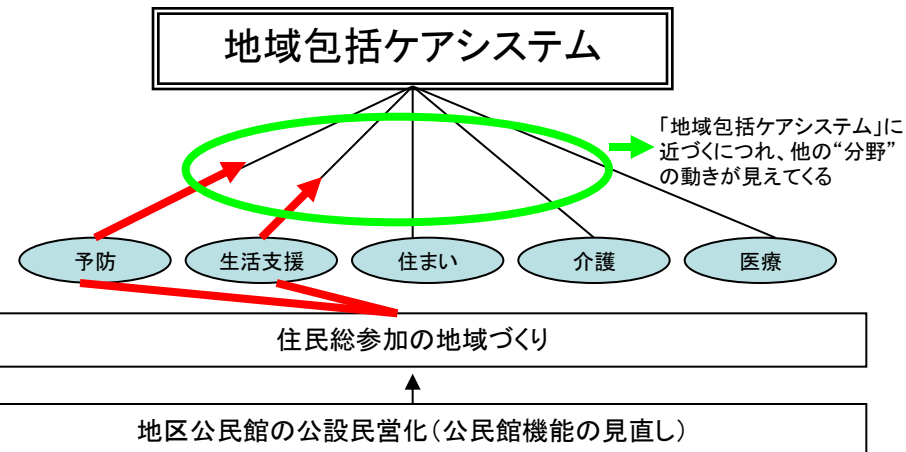 地域包括ケアシステム
「地域包括ケアシステム」に
近づくにつれ、他の“分野”
の動きが見えてくる
予防
生活支援
住まい
介護
医療
住民総参加の地域づくり
地区公民館の公設民営化（公民館機能の見直し）